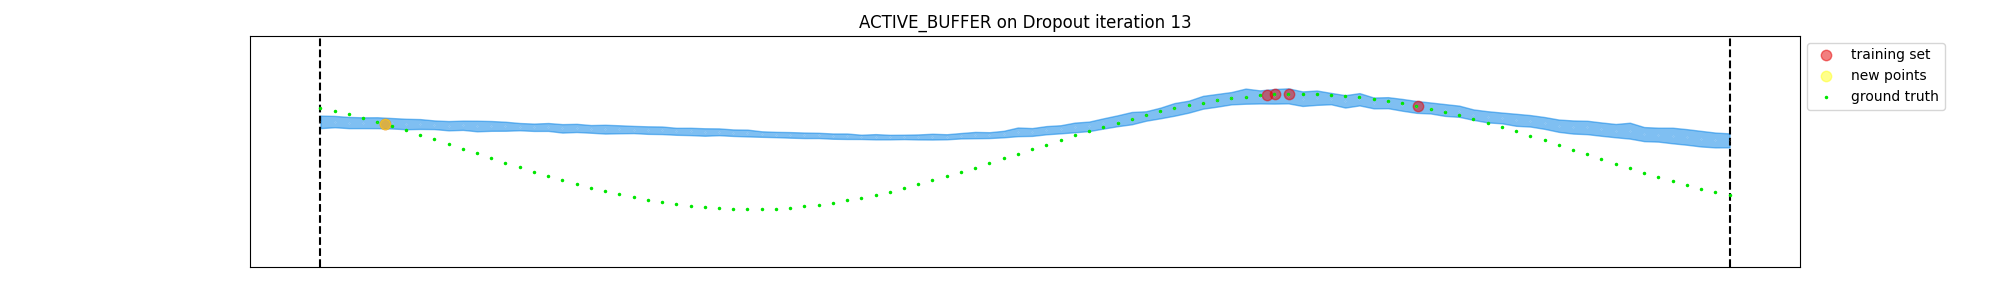 ACTIVE_BUFFER on Dropout iteration 13
training set
new points
ground truth